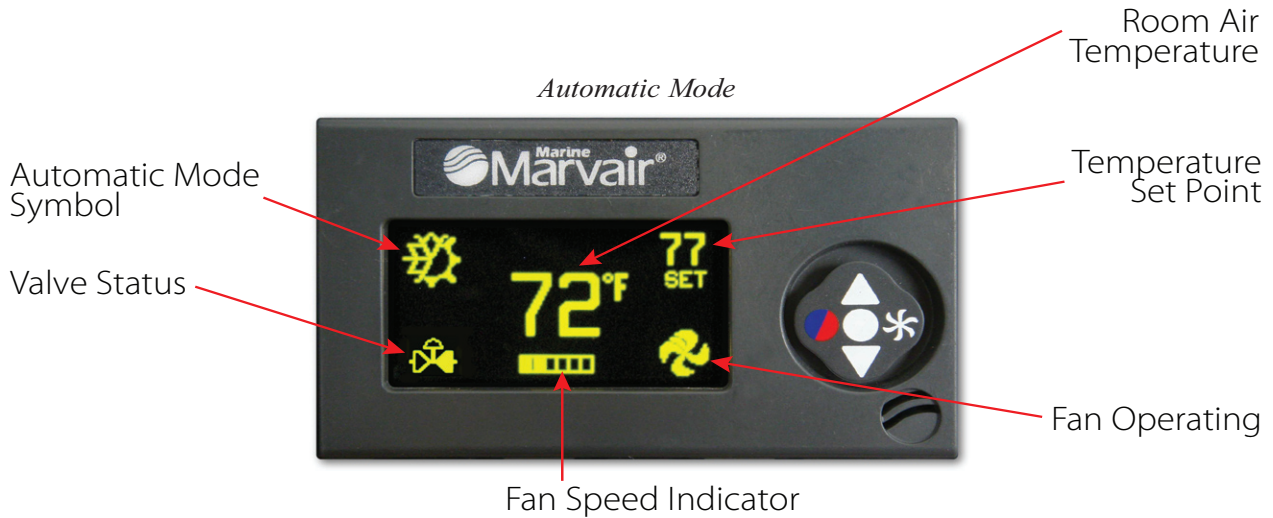 Room Air
Temperature
Automatic Mode
Marine
Marvair®
Automatic Mode
Symbol
Temperature
Set Point
77
SET
72°F
Valve Status
Fan Operating
Fan Speed Indicator